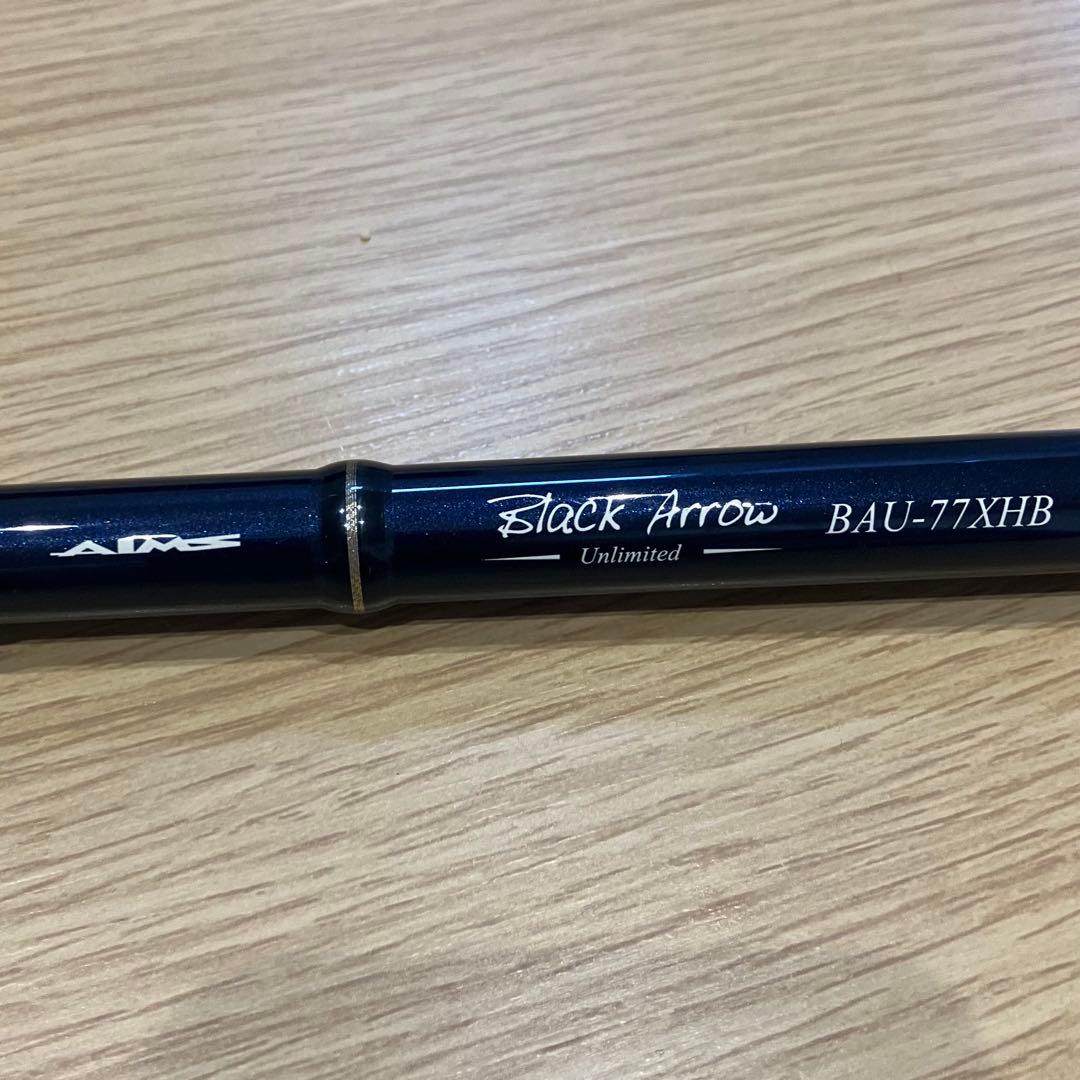 AIMS
Black Arrow
Unlimited
BAU-77XHB